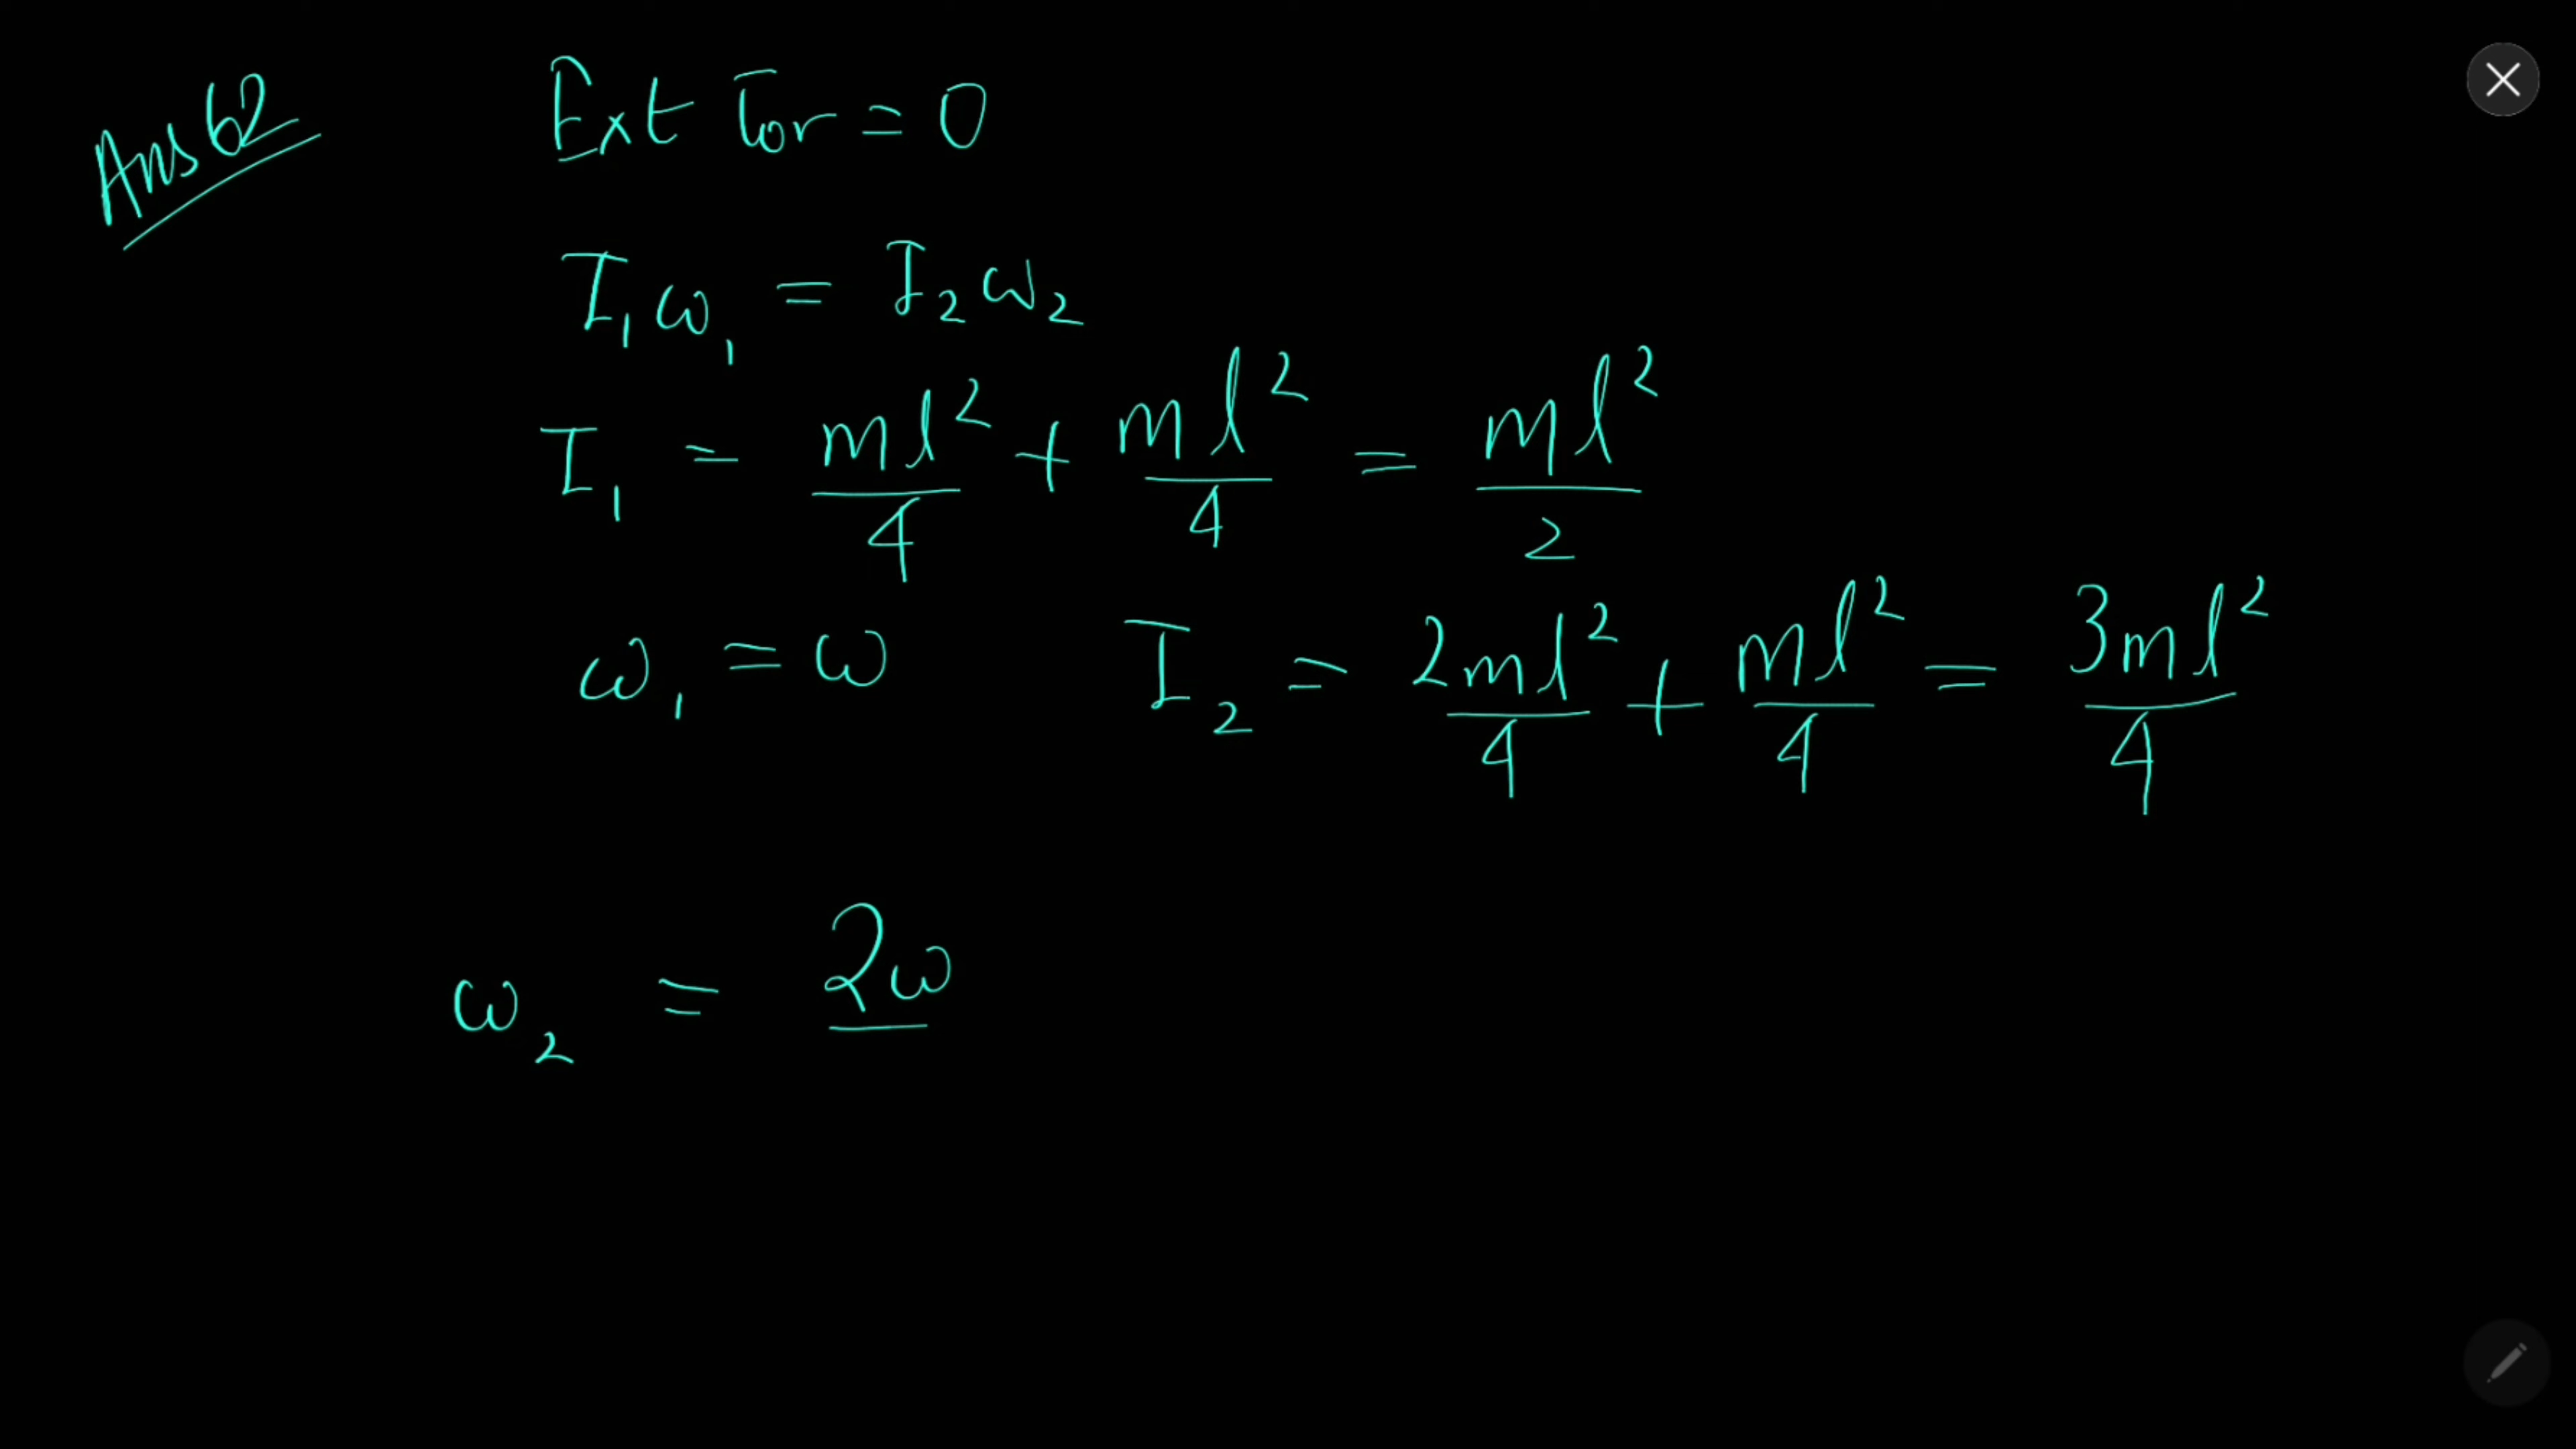 Ans 62
Ext Tor = 0
I₁ω₁ = I₂ω₂
I₁ = ml²/4 + ml²/4 = ml²/2
ω₁ = ω I₂ = 2ml²/4 + ml²/4 = 3ml²/4
ω₂ = 2ω